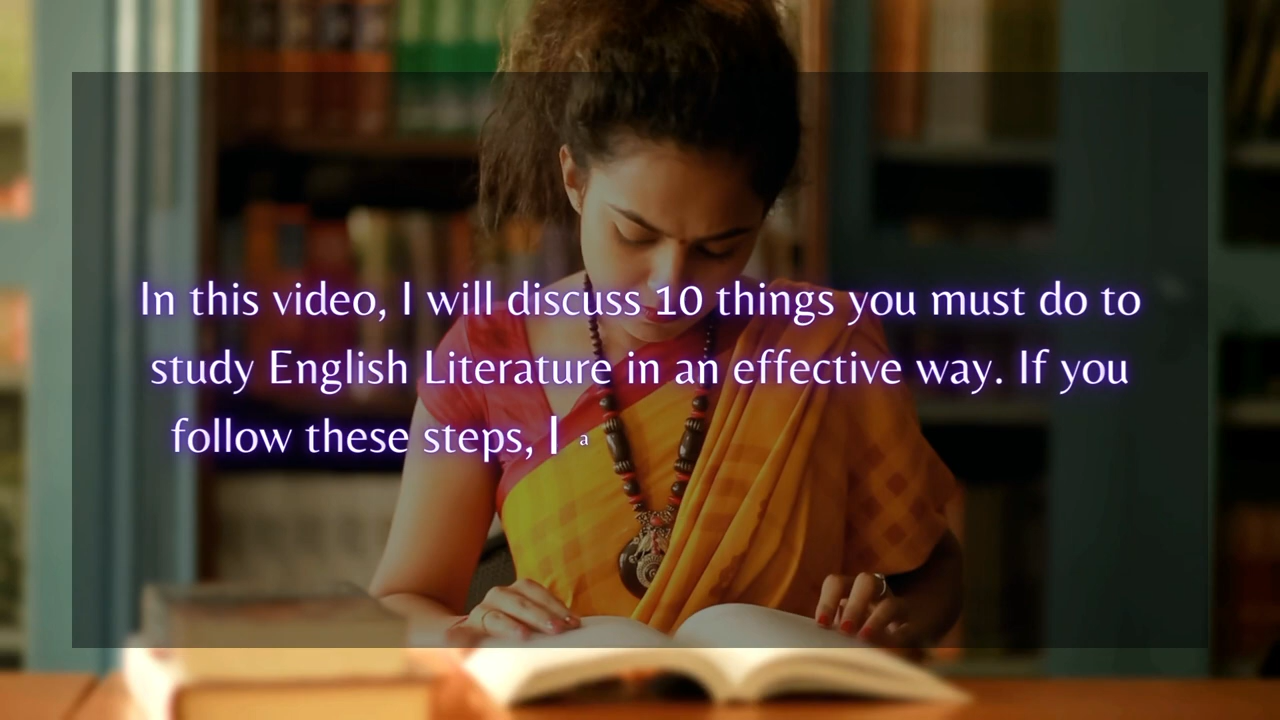 In this video, I will discuss 10 things you must do to
study English Literature in an effective way. If you
follow these steps, I a